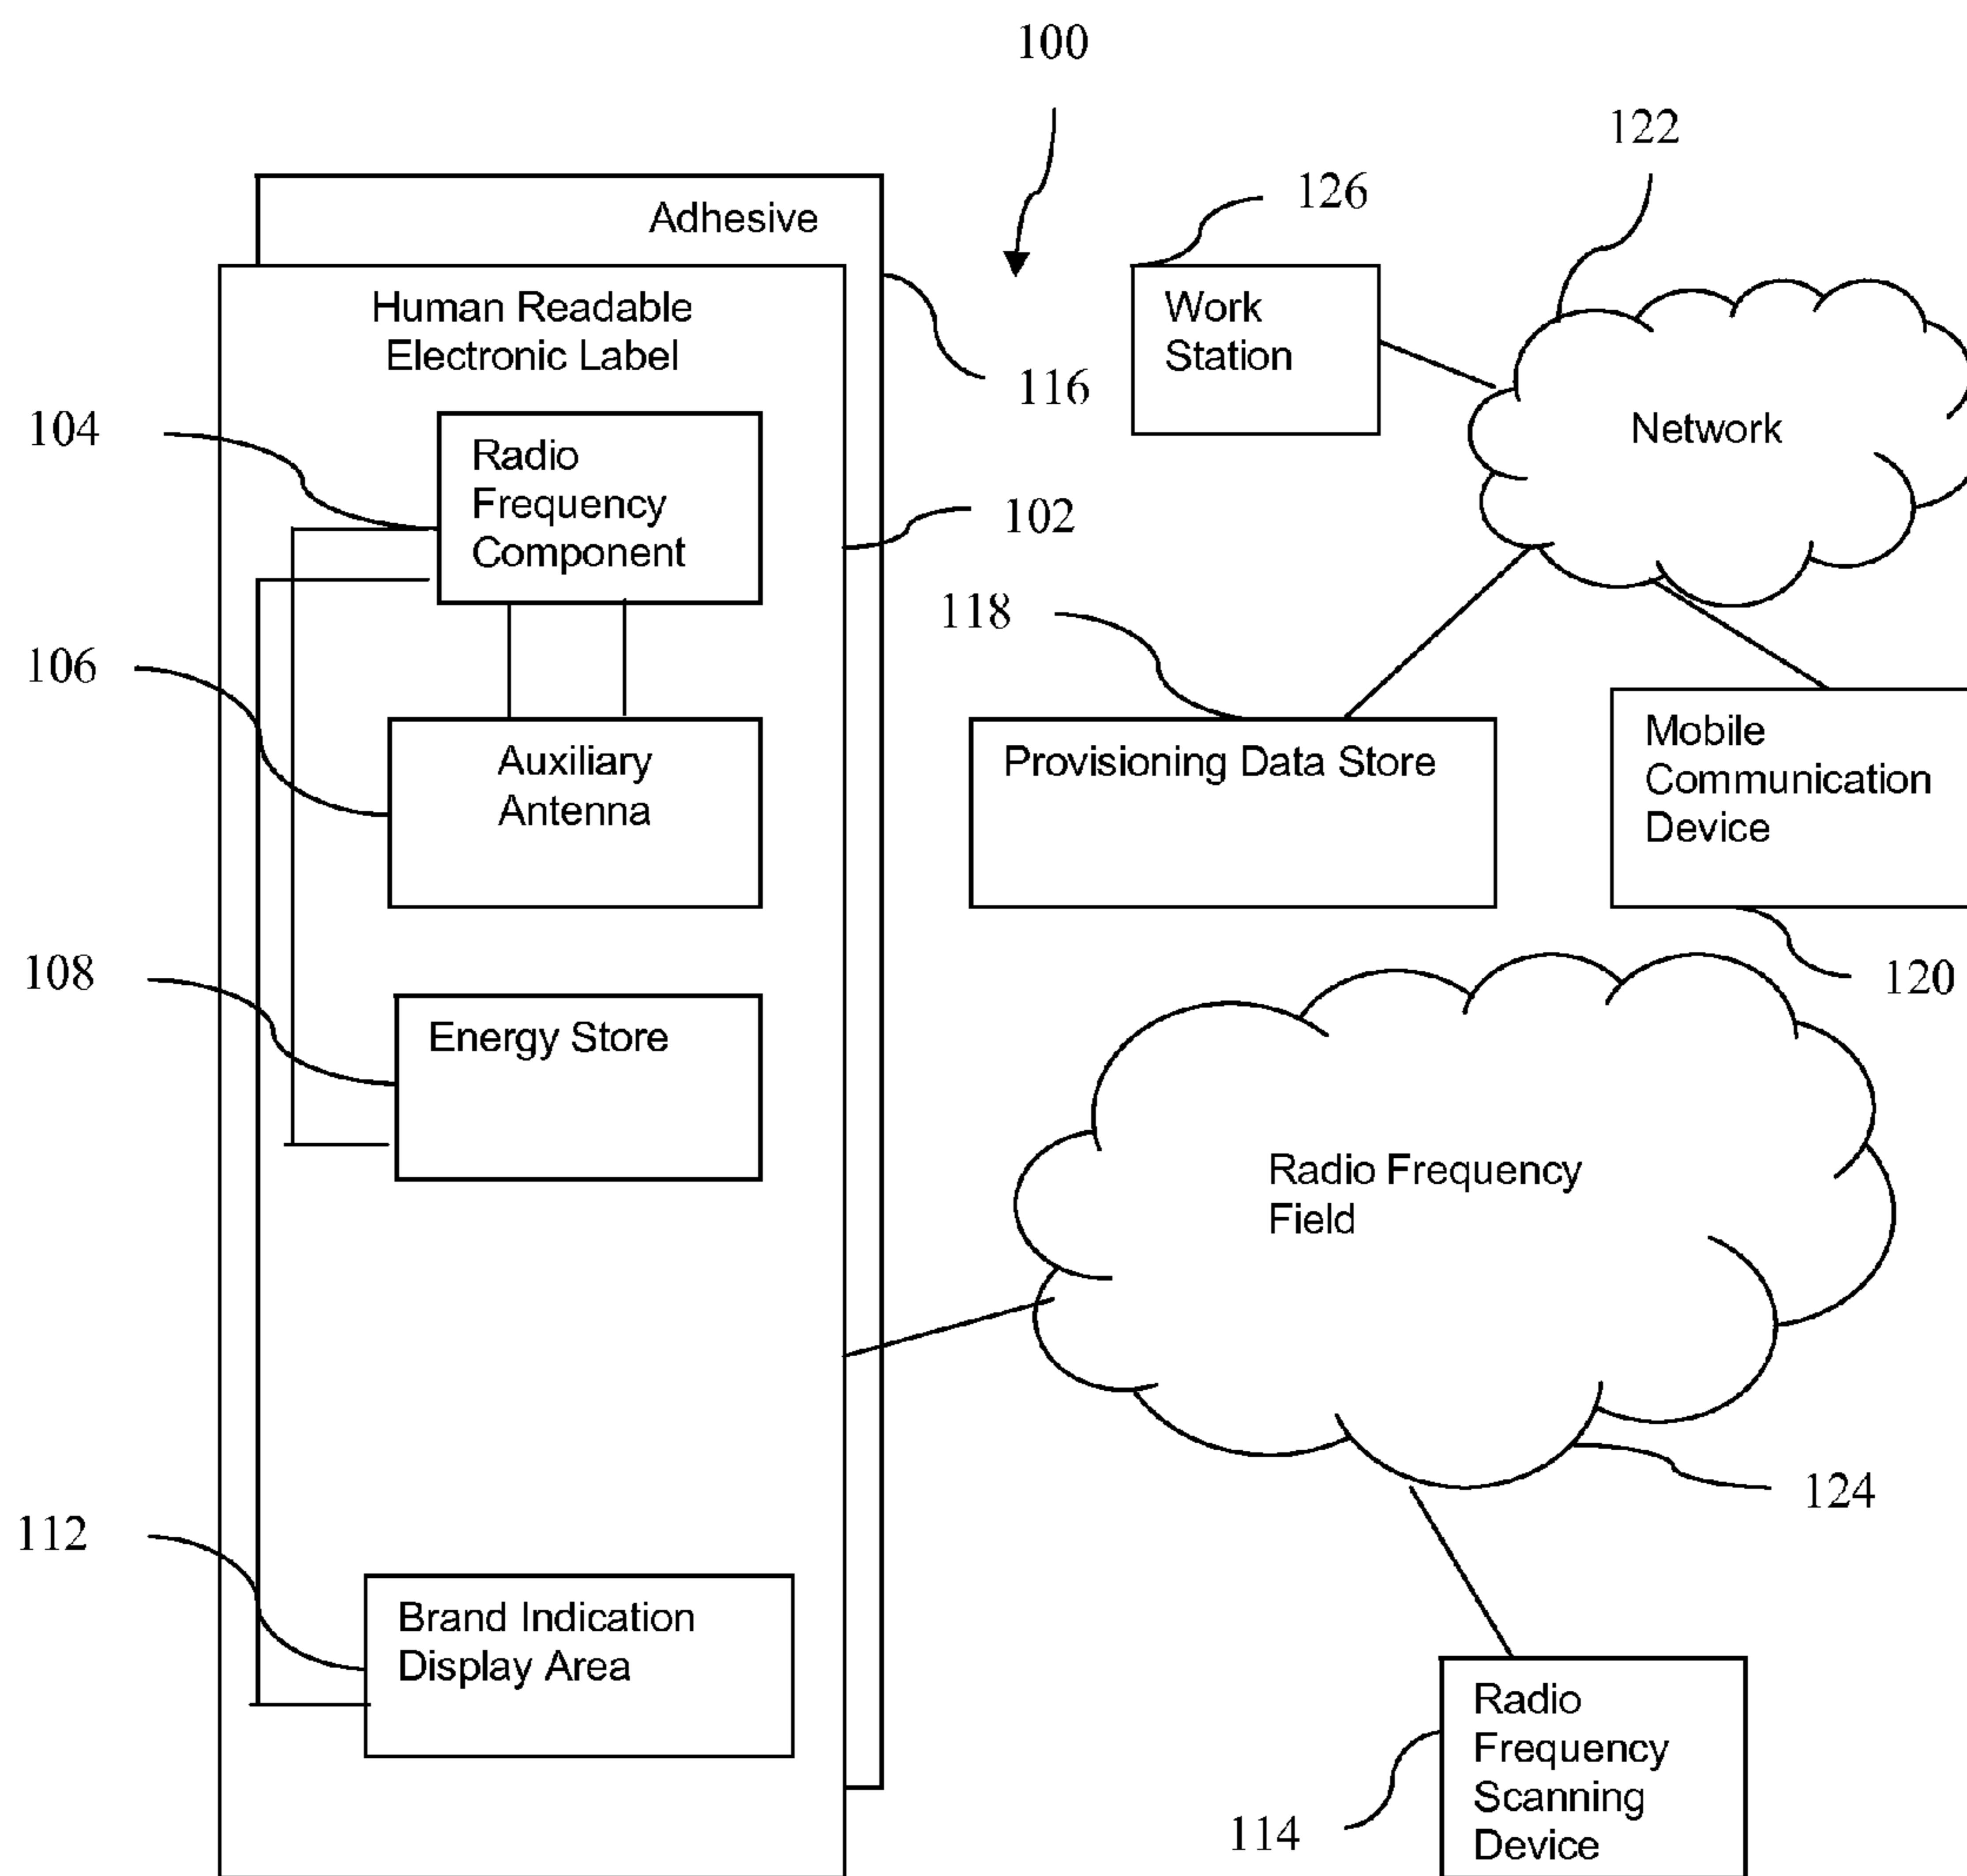 100
122
126
Adhesive
Human Readable
Electronic Label
Work
Station
116
104
Radio
Frequency
Component
Network
102
118
106
Auxiliary
Antenna
Provisioning Data Store
Mobile
Communication
Device
108
120
Energy Store
Radio Frequency
Field
124
112
Brand Indication
Display Area
Radio
Frequency
Scanning
Device
114